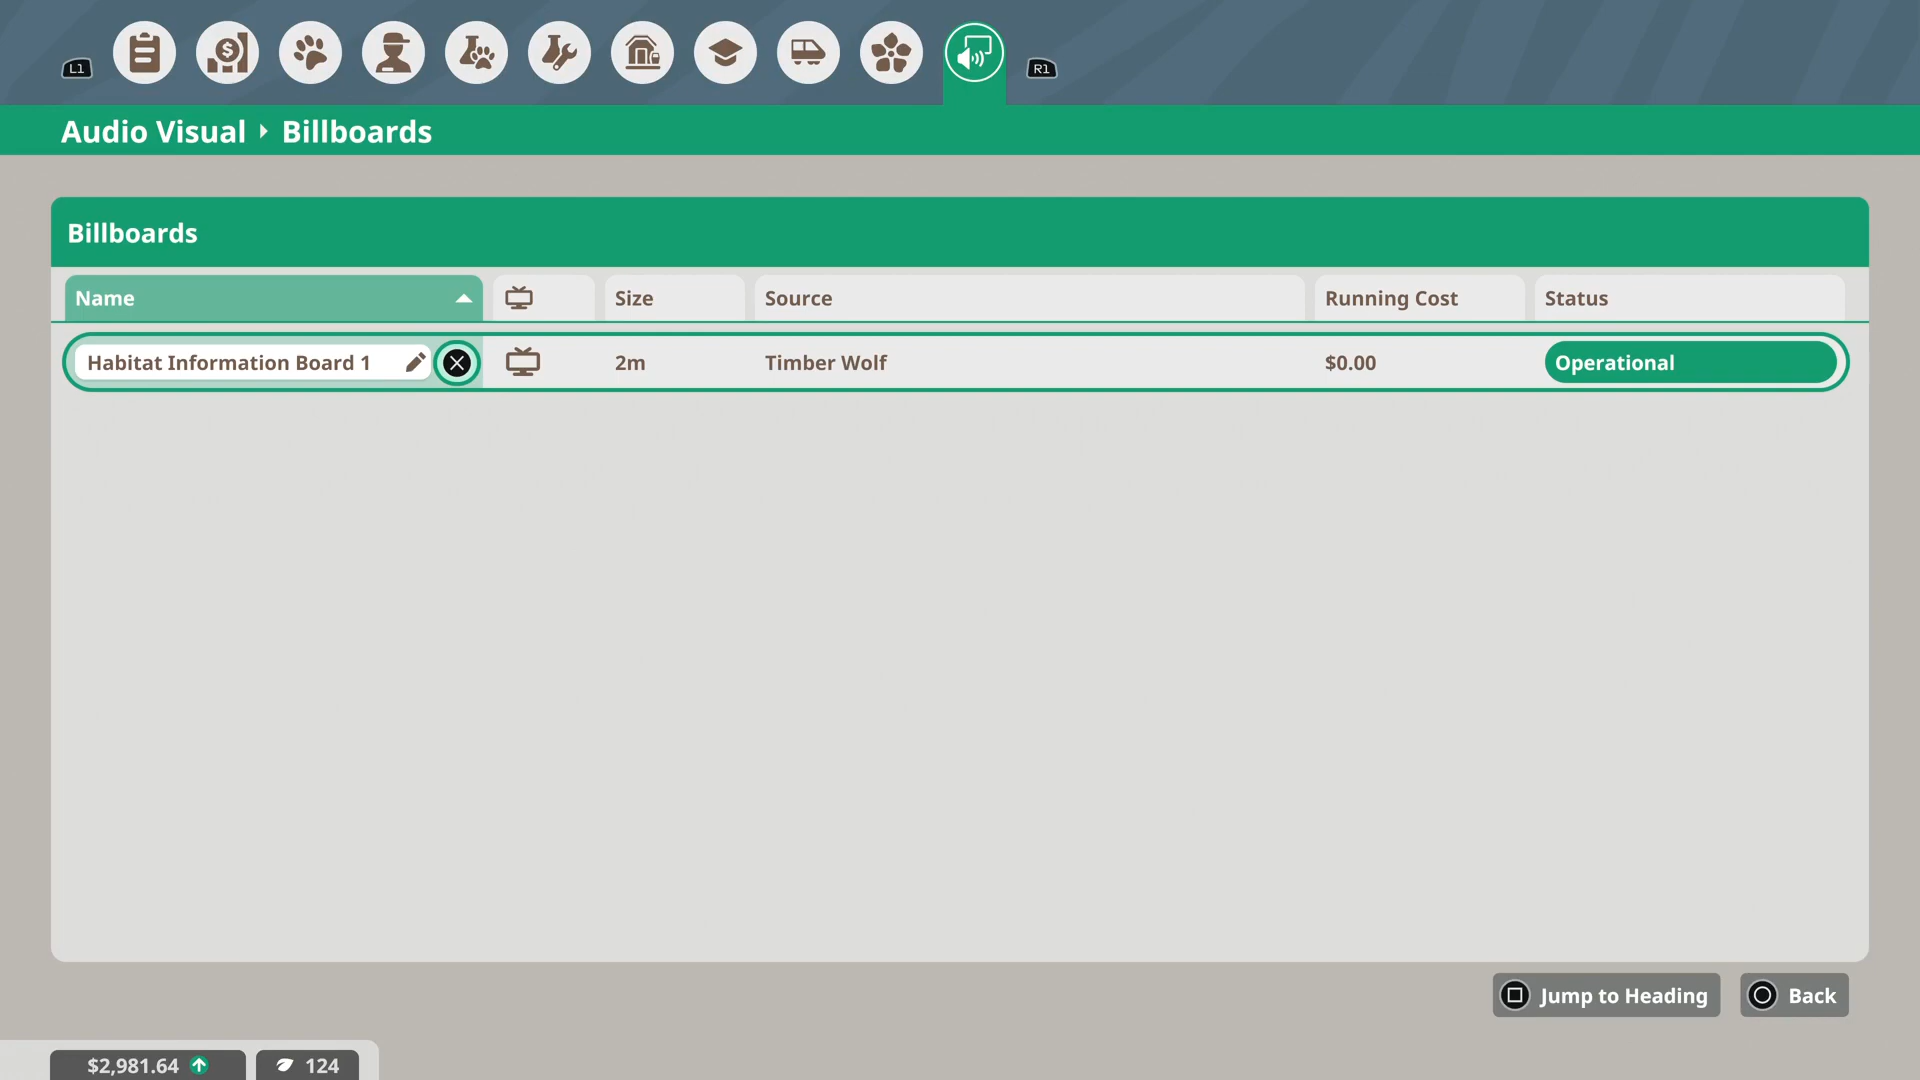 L1
R1
Audio Visual Billboards
Billboards
Name Size Source Running Cost Status
Habitat Information Board 1 2m Timber Wolf $0.00 Operational
Jump to Heading Back
$2,981.64 124